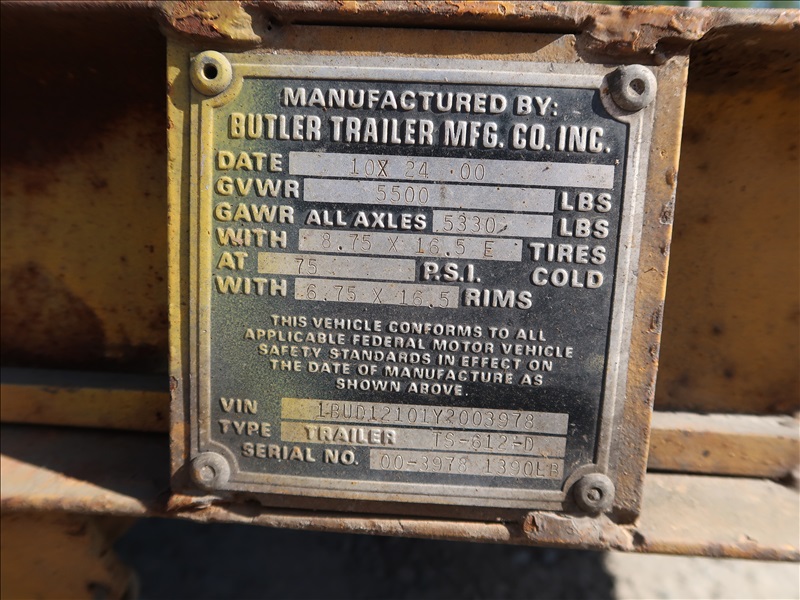 MANUFACTURED BY:
BUTLER TRAILER MFG. CO. INC.
DATE 10X 24 00
GVWR 5500 LBS
GAWR ALL AXLES 5330 LBS
WITH 8.75 X 16.5 E TIRES
AT 75 P.S.I. COLD
WITH 6.75 X 16.5 RIMS
THIS VEHICLE CONFORMS TO ALL
APPLICABLE FEDERAL MOTOR VEHICLE
SAFETY STANDARDS IN EFFECT ON
THE DATE OF MANUFACTURE AS
SHOWN ABOVE.
VIN 1BUD12101Y2003978
TYPE TRAILER TS-612-D
SERIAL NO. 00-3978 1390LB